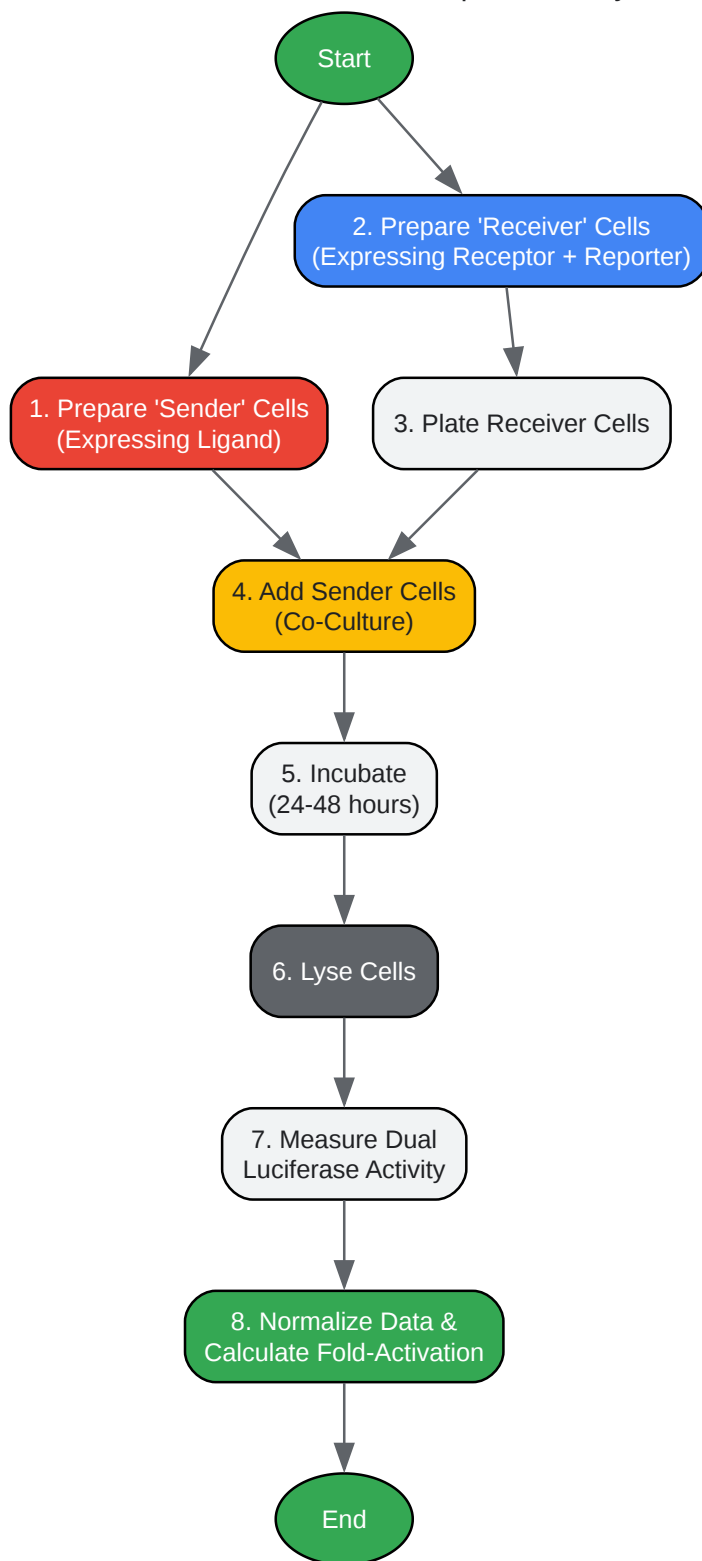 Start
2. Prepare 'Receiver' Cells
(Expressing Receptor + Reporter)
1. Prepare 'Sender' Cells
(Expressing Ligand)
3. Plate Receiver Cells
4. Add Sender Cells
(Co-Culture)
5. Incubate
(24-48 hours)
6. Lyse Cells
7. Measure Dual
Luciferase Activity
8. Normalize Data &
Calculate Fold-Activation
End